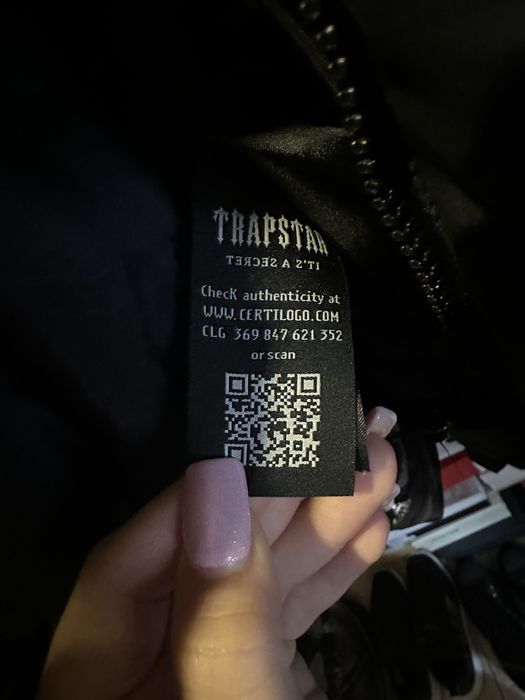 TRAPSTAR
IT'S A SECRET
Check authenticity at
WWW.CERTILOGO.COM
CLG 369 847 621 352
or scan